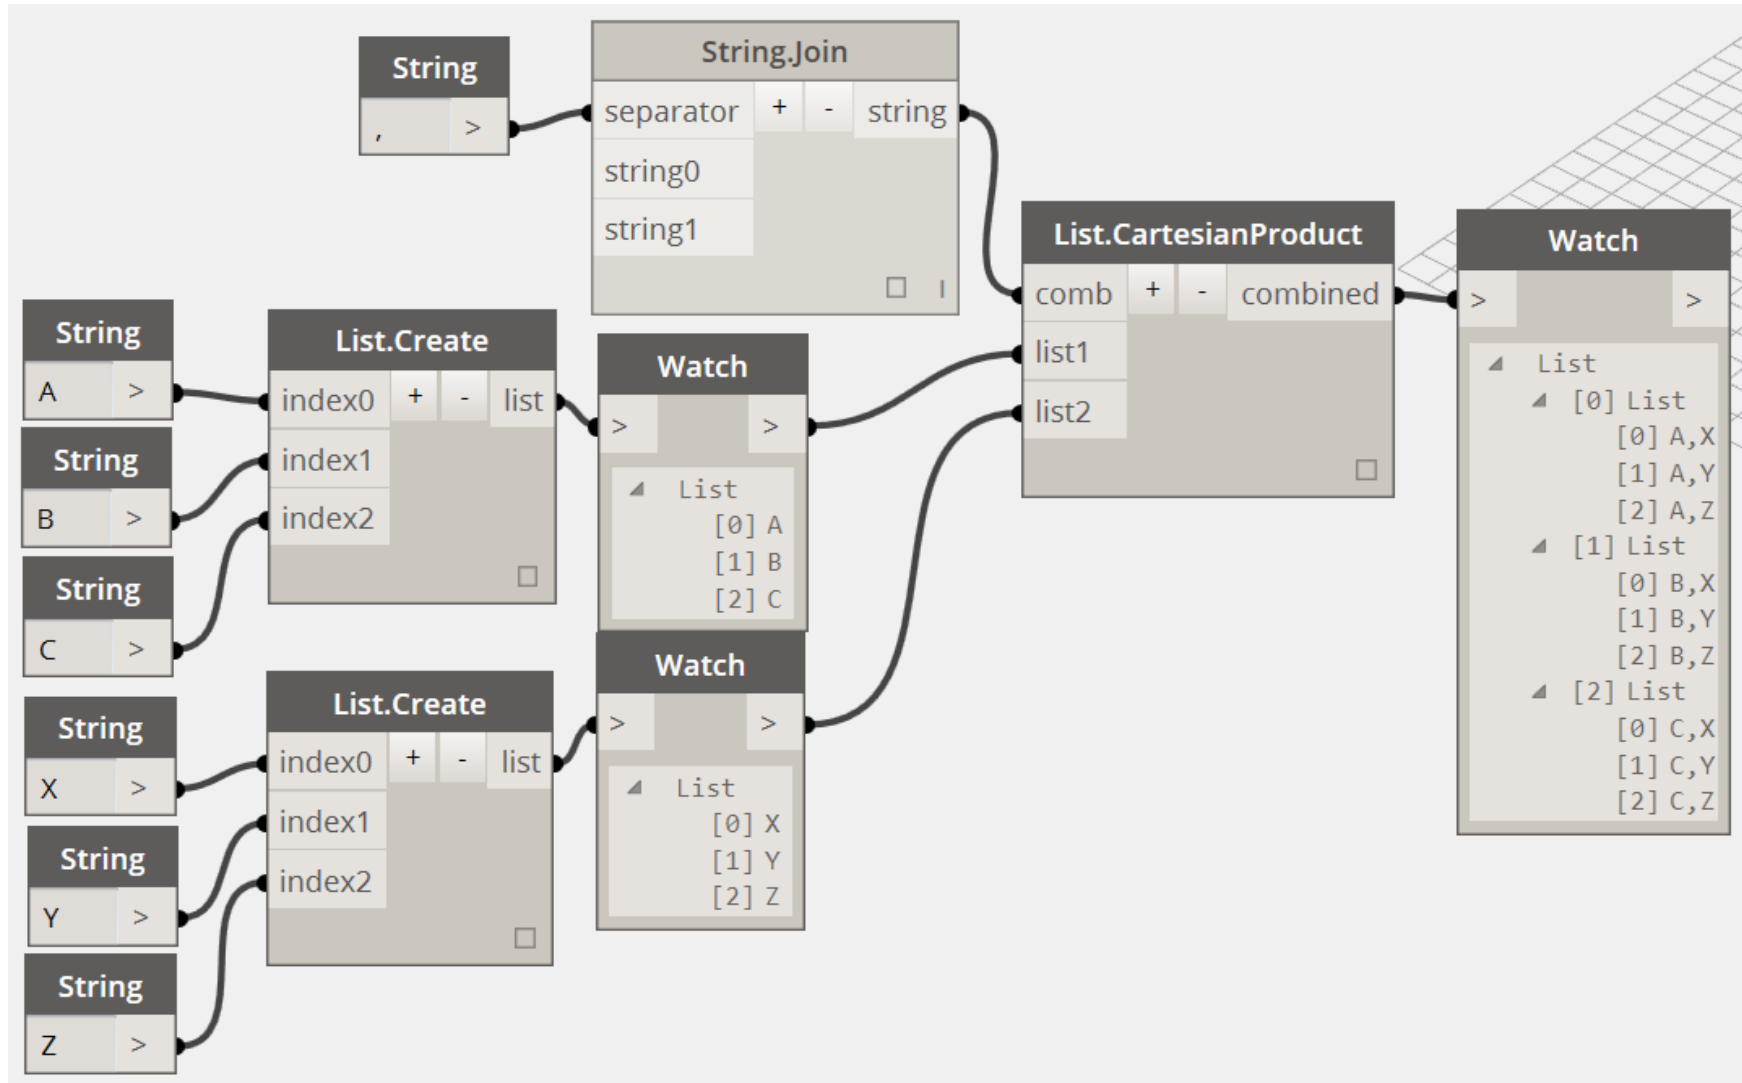 String
,
>
String.Join
separator + - string
string0
string1
I
String
A >
String
B >
String
C >
List.Create
index0 + - list
index1
index2
Watch
> >
List
[0] A
[1] B
[2] C
String
X >
String
Y >
String
Z >
List.Create
index0 + - list
index1
index2
Watch
> >
List
[0] X
[1] Y
[2] Z
List.CartesianProduct
comb + - combined
list1
list2
Watch
> >
List
[0] List
[0] A,X
[1] A,Y
[2] A,Z
[1] List
[0] B,X
[1] B,Y
[2] B,Z
[2] List
[0] C,X
[1] C,Y
[2] C,Z